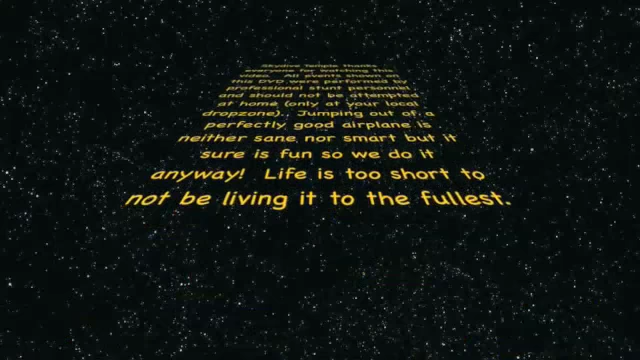 Skydive Temple thanks
everyone for watching this
video.  All events shown on
this DVD were performed by
professional stunt personnel
and should not be attempted
at home (only at your local
dropzone).  Jumping out of a
perfectly good airplane is
neither sane nor smart but it
sure is fun so we do it
anyway!  Life is too short to
not be living it to the fullest.